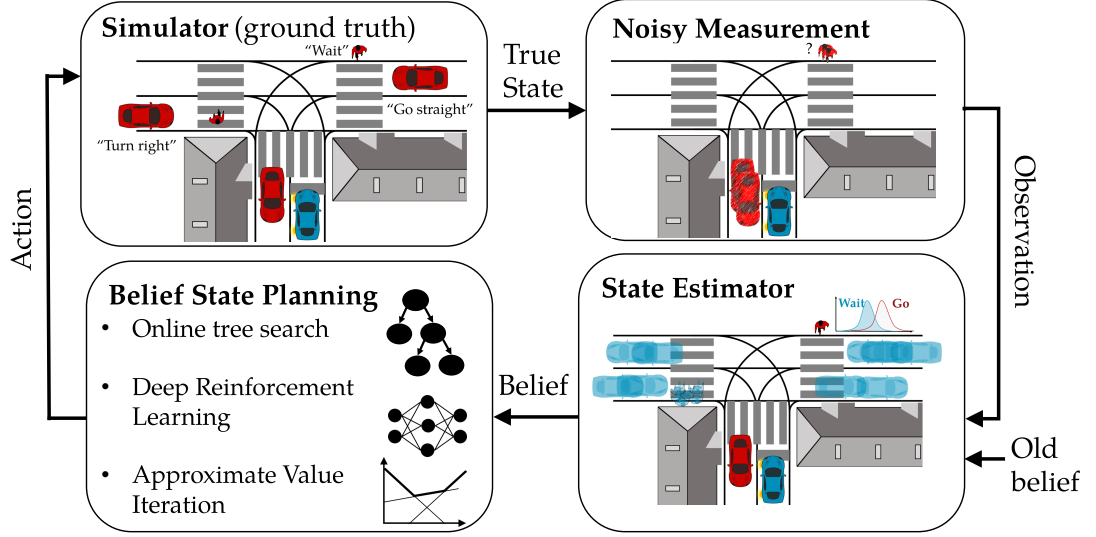 Simulator (ground truth)
“Wait”
“Go straight”
“Turn right”
True
State
Noisy Measurement
?
Observation
State Estimator
Wait
Go
Old
belief
Belief
Belief State Planning
• Online tree search
• Deep Reinforcement
Learning
• Approximate Value
Iteration
Action